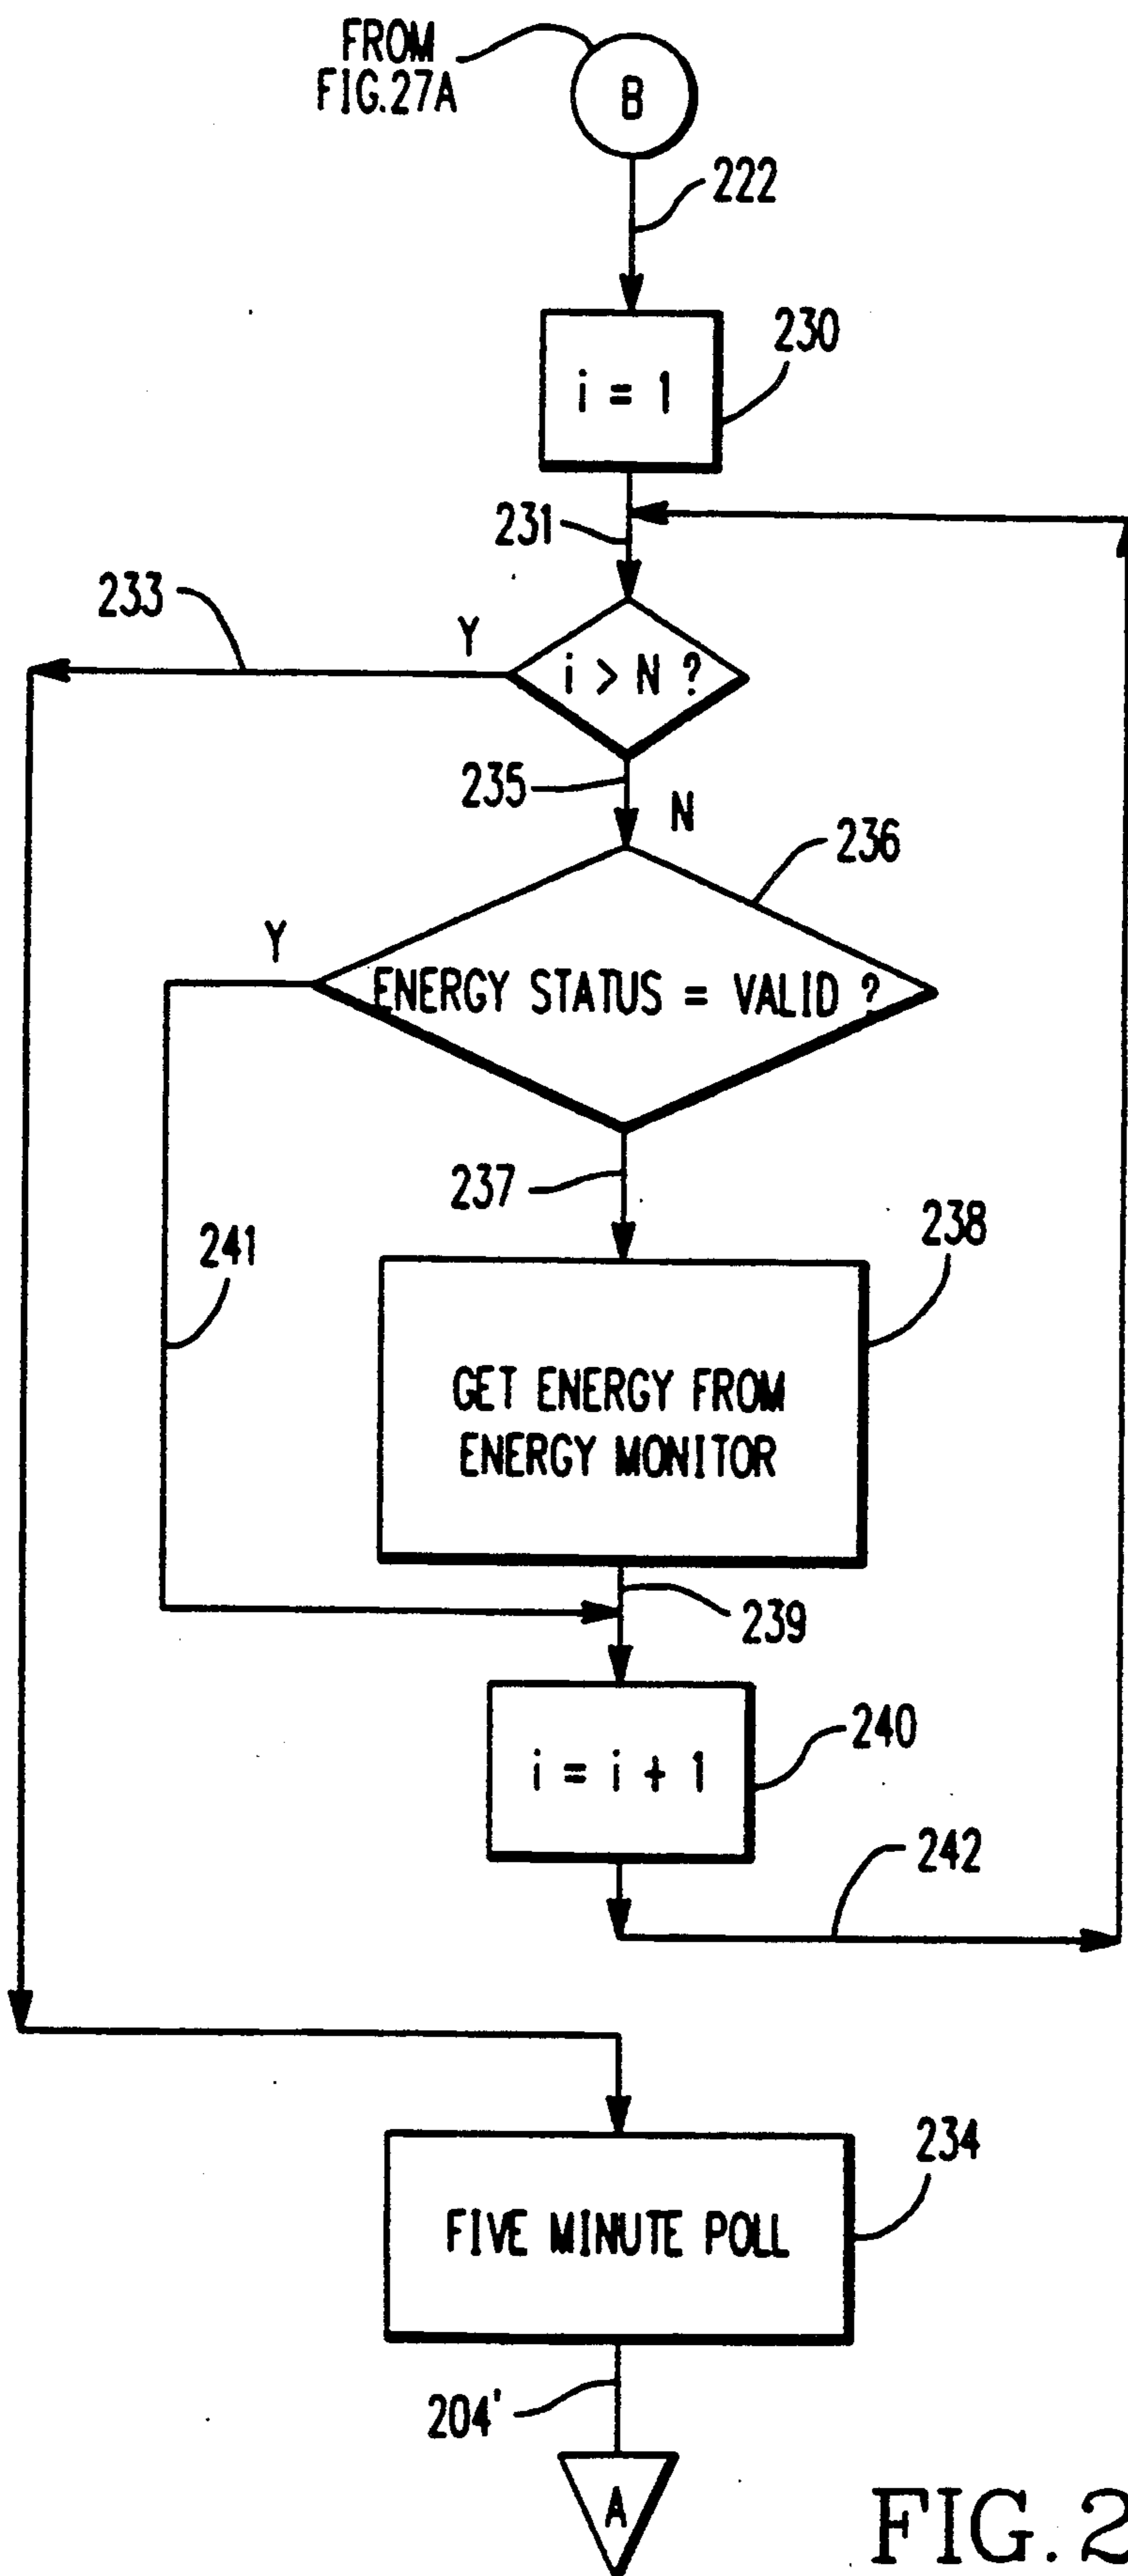 FROM
FIG.27A
B
222
230
i = 1
231
233
Y
i > N ?
235
N
236
Y
ENERGY STATUS = VALID ?
237
238
241
GET ENERGY FROM
ENERGY MONITOR
239
240
i = i + 1
242
234
FIVE MINUTE POLL
204'
A
FIG. 2